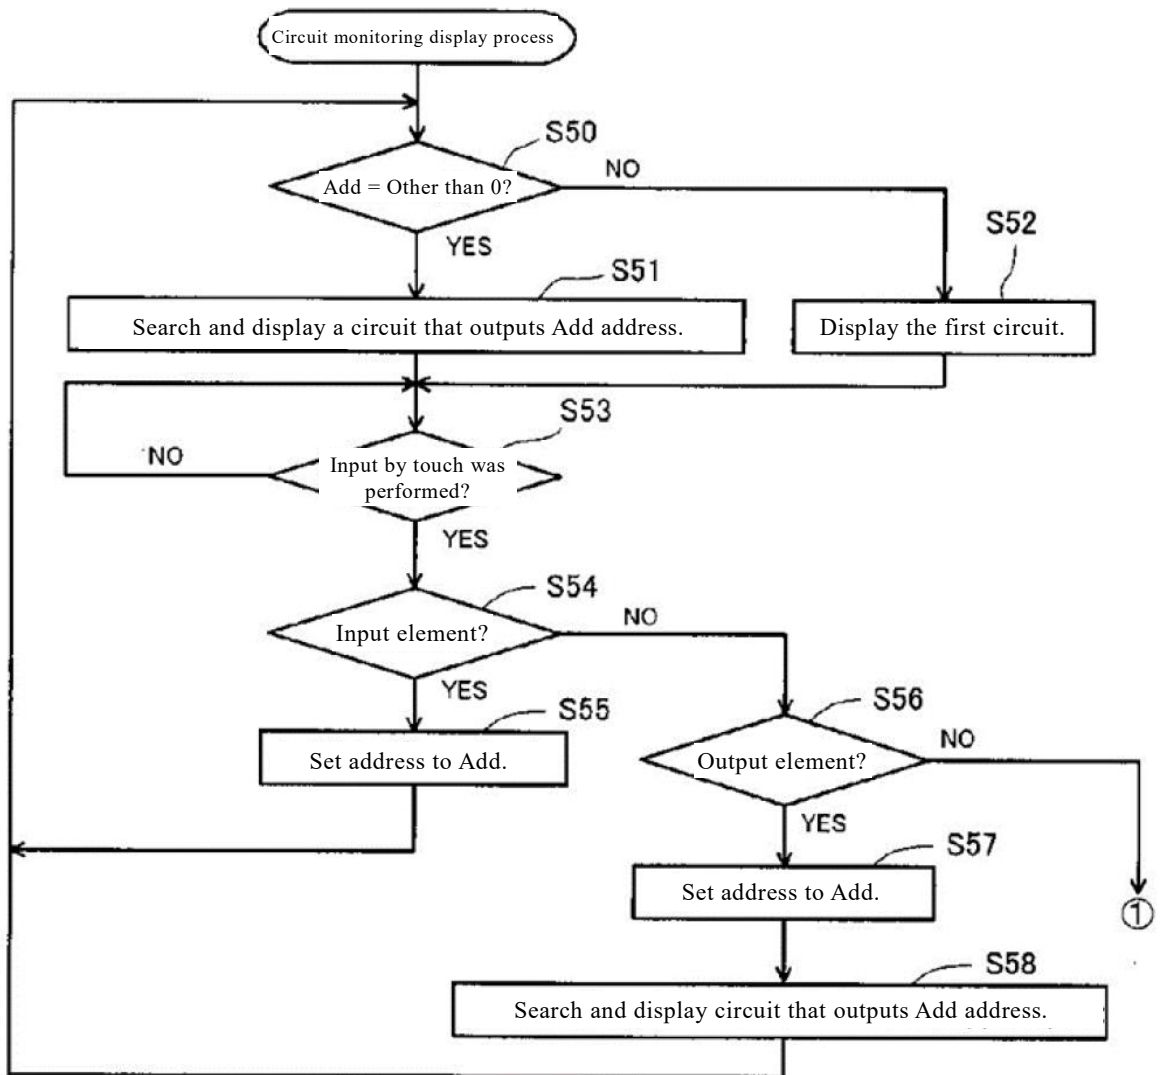 Circuit monitoring display process
S50
Add = Other than 0?
NO
YES
S52
S51
Search and display a circuit that outputs Add address.
Display the first circuit.
S53
NO
Input by touch was
performed?
YES
S54
Input element?
NO
YES
S55
S56
Set address to Add.
Output element?
NO
YES
S57
Set address to Add.
①
S58
Search and display circuit that outputs Add address.